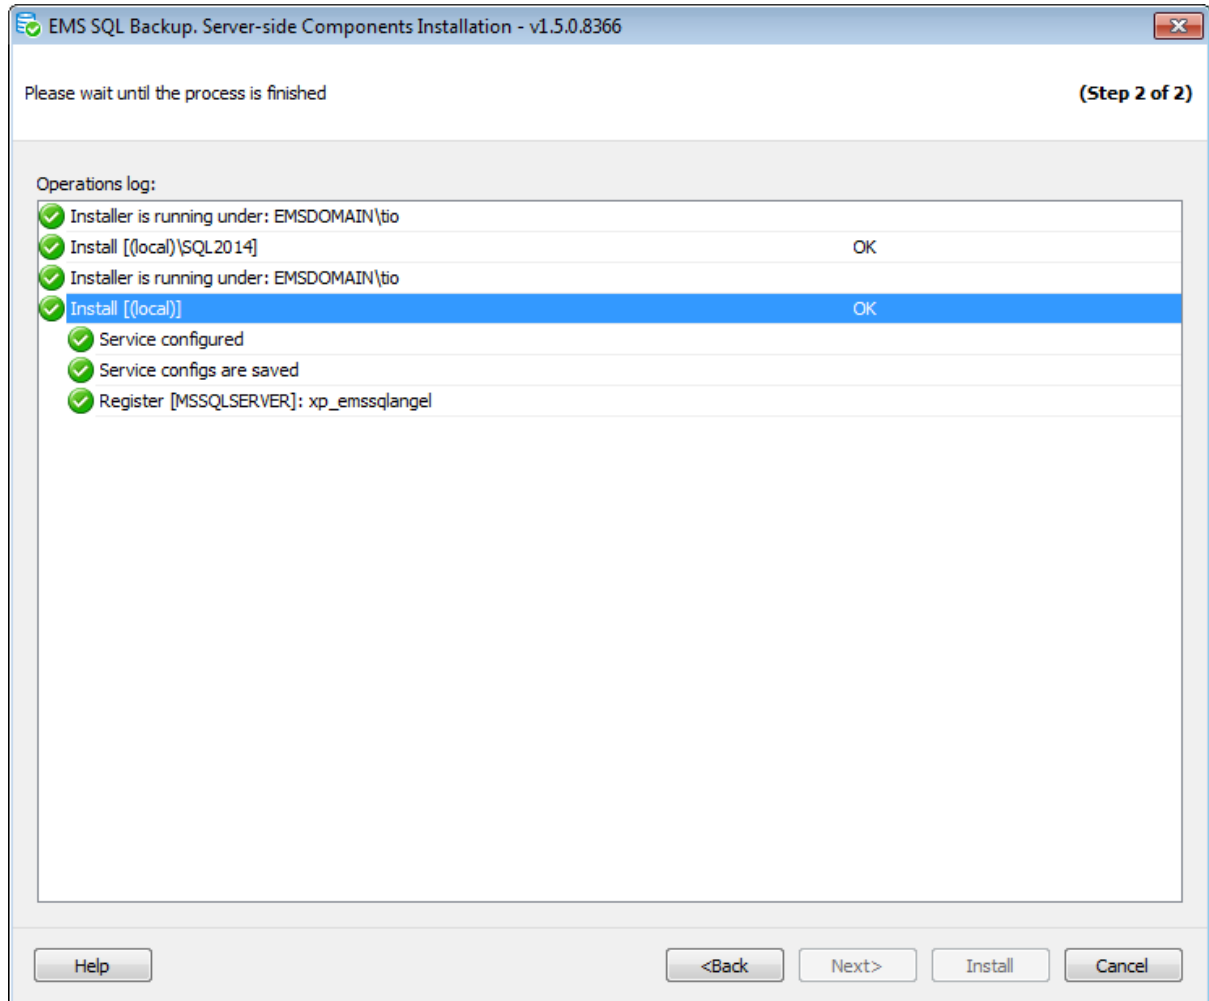 EMS SQL Backup. Server-side Components Installation - v1.5.0.8366
Please wait until the process is finished (Step 2 of 2)
Operations log:
Installer is running under: EMSDOMAIN\tio
Install [(local)\SQL2014] OK
Installer is running under: EMSDOMAIN\tio
Install [(local)] OK
Service configured
Service configs are saved
Register [MSSQLSERVER]: xp_emssqlangel
Help <Back Next> Install Cancel